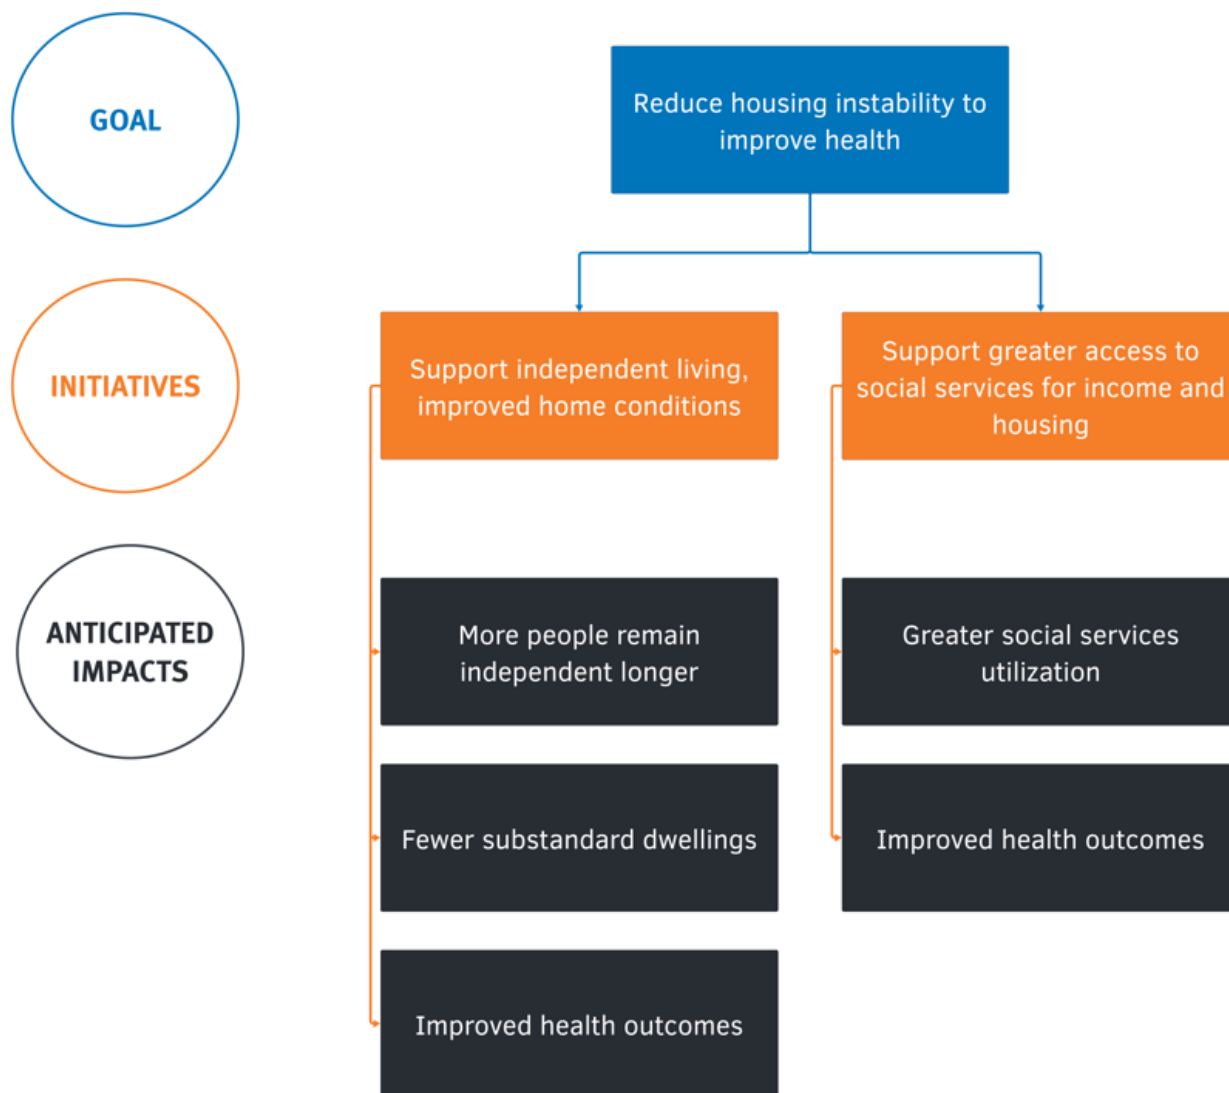 GOAL
Reduce housing instability to
improve health
INITIATIVES
Support independent living,
improved home conditions
Support greater access to
social services for income and
housing
ANTICIPATED
IMPACTS
More people remain
independent longer
Greater social services
utilization
Fewer substandard dwellings
Improved health outcomes
Improved health outcomes